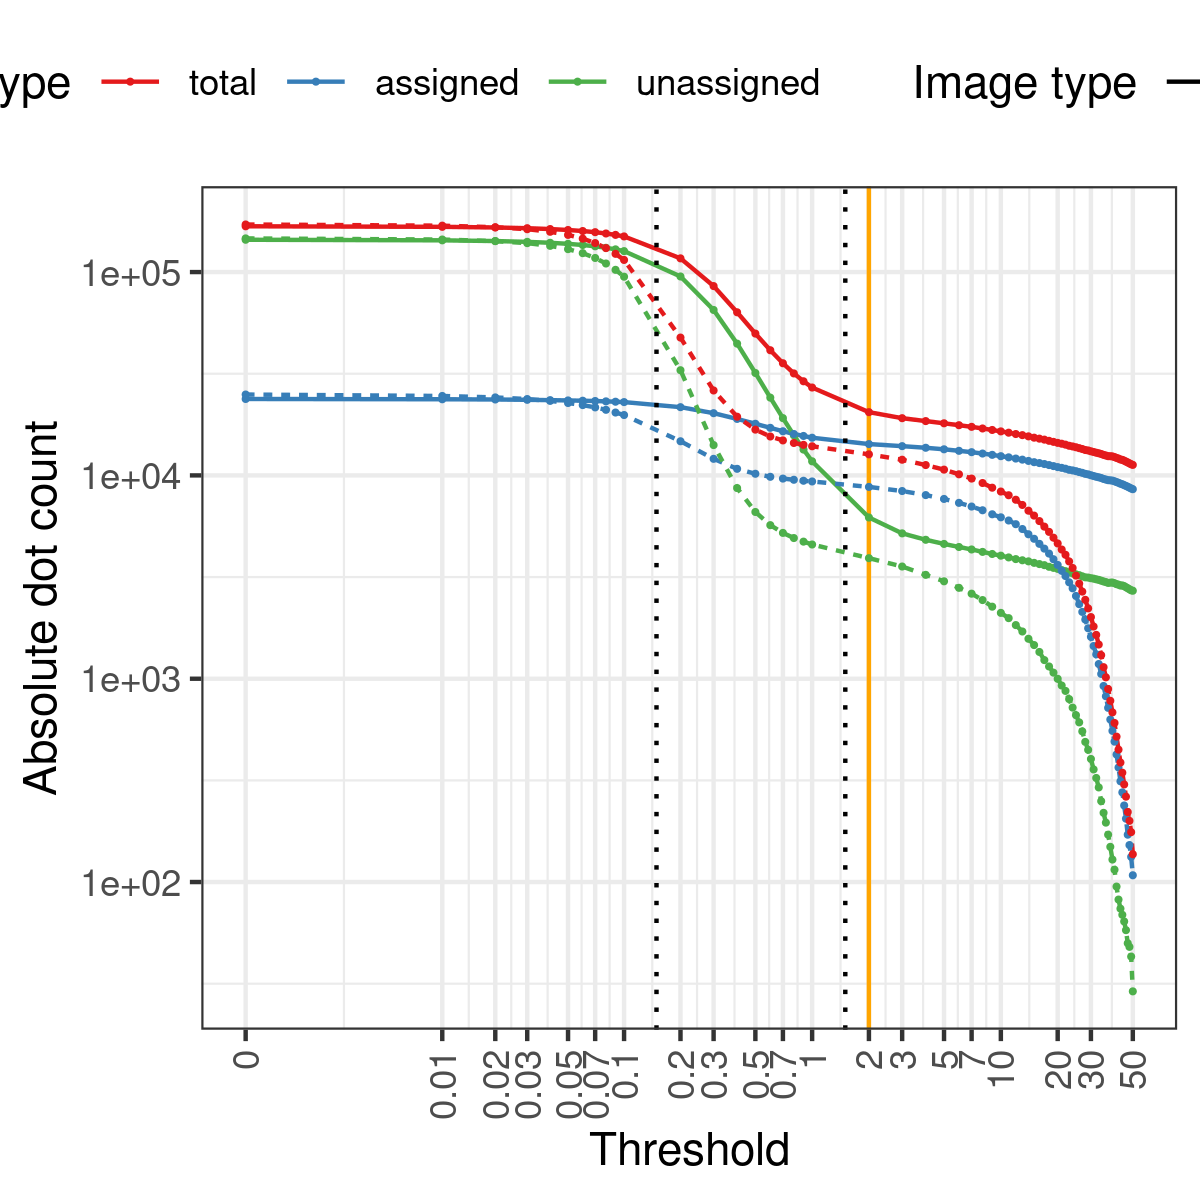 ype total assigned unassigned Image type
1e+05
1e+04
1e+03
1e+02
Absolute dot count
0 0.01 0.02 0.03 0.05 0.07 0.1 0.2 0.3 0.5 0.7 1 2 3 5 7 10 20 30 50
Threshold